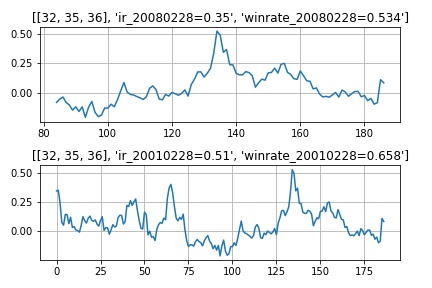 [[32, 35, 36], 'ir_20080228=0.35', 'winrate_20080228=0.534']
0.50
0.25
0.00
80 100 120 140 160 180
[[32, 35, 36], 'ir_20010228=0.51', 'winrate_20010228=0.658']
0.50
0.25
0.00
0 25 50 75 100 125 150 175